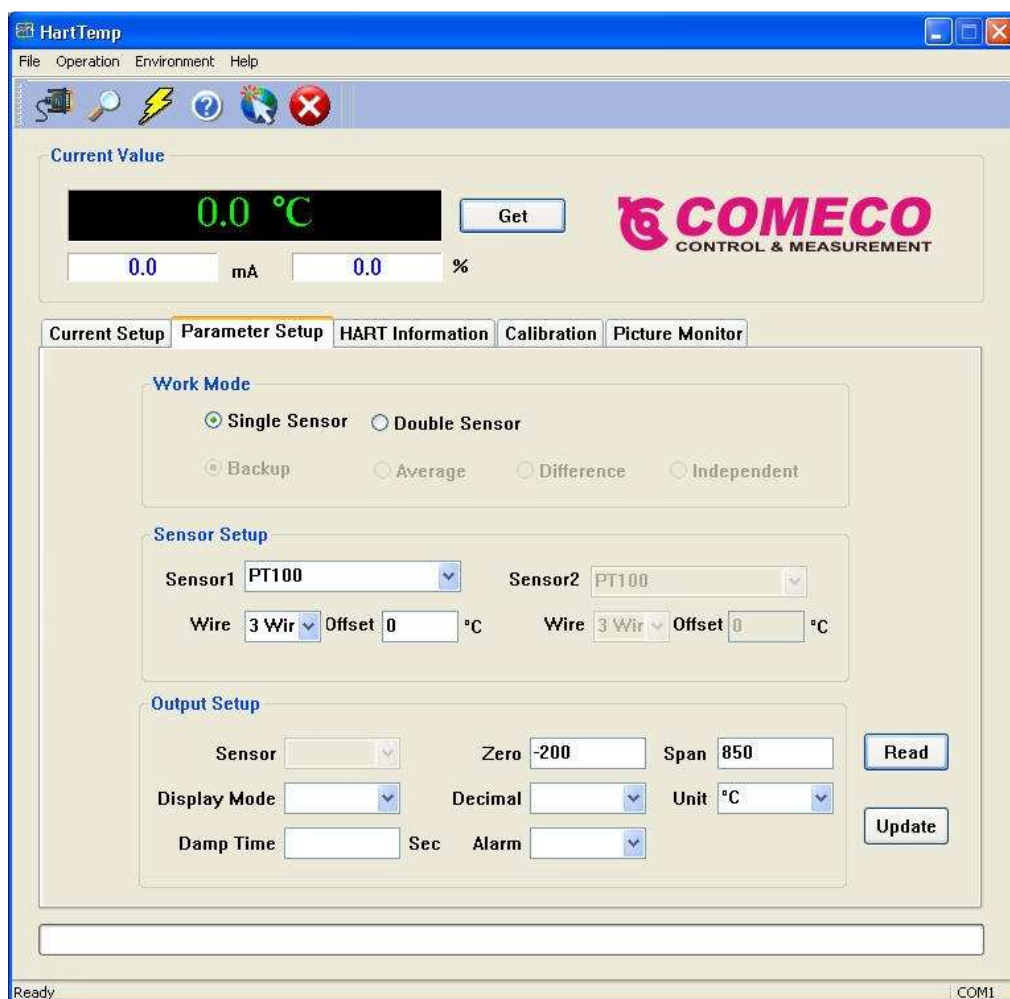 HartTemp
File Operation Environment Help
Current Value
0.0 °C
Get
COMECO
CONTROL & MEASUREMENT
0.0 mA 0.0 %
Current Setup Parameter Setup HART Information Calibration Picture Monitor
Work Mode
Single Sensor Double Sensor
Backup Average Difference Independent
Sensor Setup
Sensor1 PT100 Sensor2 PT100
Wire 3 Wir Offset 0 °C Wire 3 Wir Offset 0 °C
Output Setup
Sensor Zero -200 Span 850 Read
Display Mode Decimal Unit °C
Update
Damp Time Sec Alarm
Ready COM1